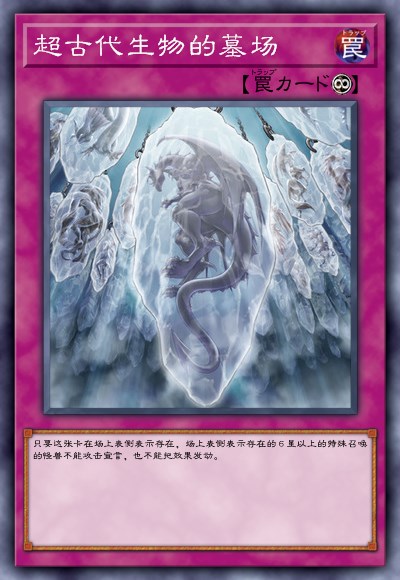 超古代生物的墓场
トラップ
罠
トラップ
【罠カード】
只要这张卡在场上表侧表示存在，场上表侧表示存在的６星以上的特殊召唤
的怪兽不能攻击宣言，也不能把效果发动。